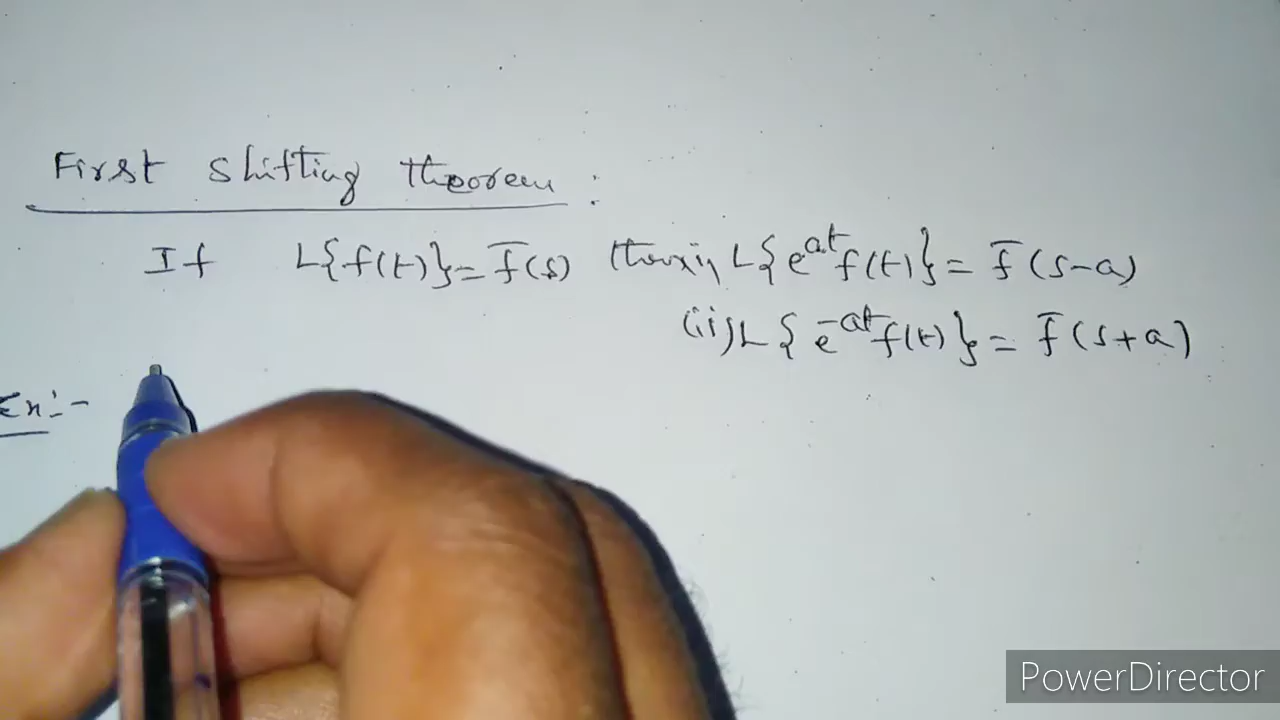 First shifting theorem :
If L{f(t)} = f̅(s) then (i) L{e^{at} f(t)} = f̅(s-a)
(ii) L{e^{-at} f(t)} = f̅(s+a)
Ex:-
PowerDirector